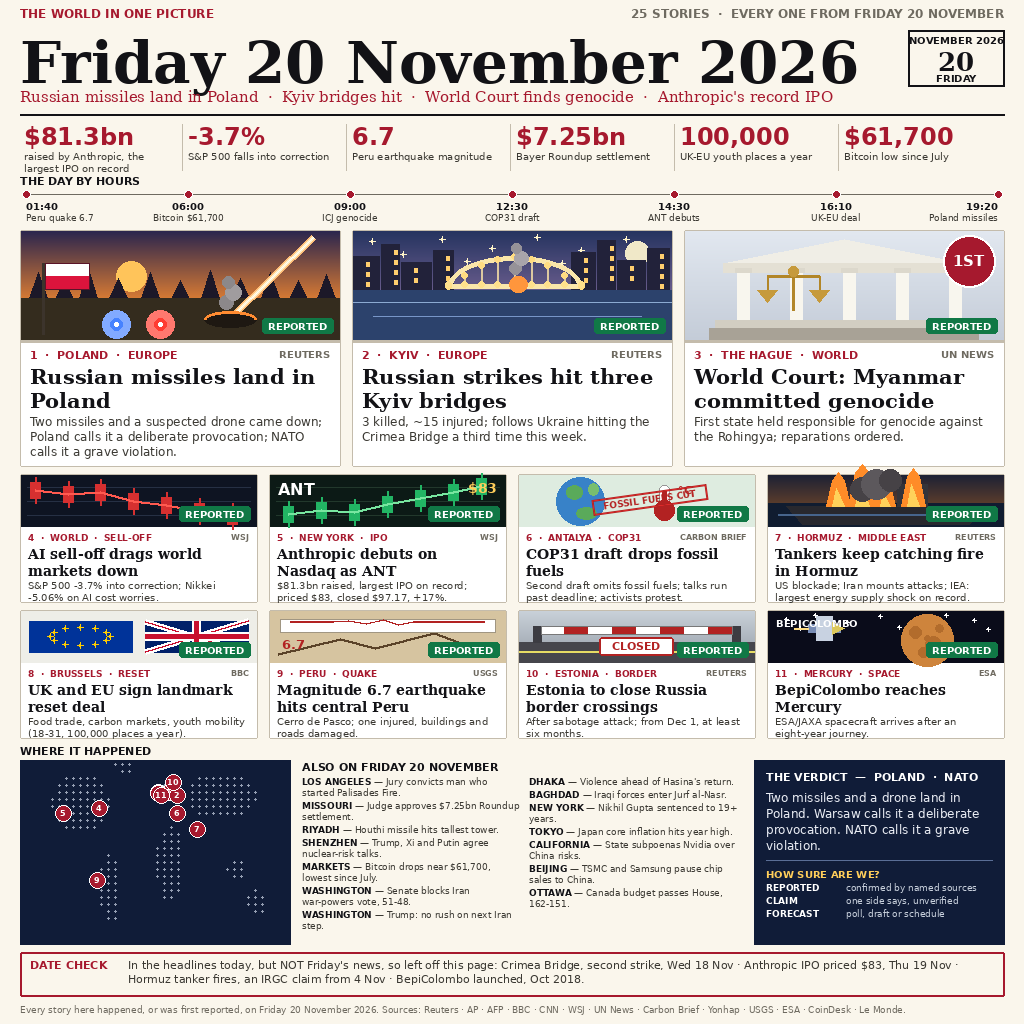 THE WORLD IN ONE PICTURE
25 STORIES · EVERY ONE FROM FRIDAY 20 NOVEMBER
Friday 20 November 2026
NOVEMBER 2026
20
FRIDAY
Russian missiles land in Poland · Kyiv bridges hit · World Court finds genocide · Anthropic's record IPO
$81.3bn
raised by Anthropic, the
largest IPO on record
-3.7%
S&P 500 falls into correction
6.7
Peru earthquake magnitude
$7.25bn
Bayer Roundup settlement
100,000
UK-EU youth places a year
$61,700
Bitcoin low since July
THE DAY BY HOURS
01:40
Peru quake 6.7
06:00
Bitcoin $61,700
09:00
ICJ genocide
12:30
COP31 draft
14:30
ANT debuts
16:10
UK-EU deal
19:20
Poland missiles
REPORTED
1 · POLAND · EUROPE
REUTERS
Russian missiles land in
Poland
Two missiles and a suspected drone came down;
Poland calls it a deliberate provocation; NATO
calls it a grave violation.
REPORTED
2 · KYIV · EUROPE
REUTERS
Russian strikes hit three
Kyiv bridges
3 killed, ~15 injured; follows Ukraine hitting the
Crimea Bridge a third time this week.
1ST
REPORTED
3 · THE HAGUE · WORLD
UN NEWS
World Court: Myanmar
committed genocide
First state held responsible for genocide against
the Rohingya; reparations ordered.
REPORTED
4 · WORLD · SELL-OFF
WSJ
AI sell-off drags world
markets down
S&P 500 -3.7% into correction; Nikkei
-5.06% on AI cost worries.
ANT
$83
REPORTED
5 · NEW YORK · IPO
WSJ
Anthropic debuts on
Nasdaq as ANT
$81.3bn raised, largest IPO on record;
priced $83, closed $97.17, +17%.
FOSSIL FUELS CUT
REPORTED
6 · ANTALYA · COP31
CARBON BRIEF
COP31 draft drops fossil
fuels
Second draft omits fossil fuels; talks run
past deadline; activists protest.
REPORTED
7 · HORMUZ · MIDDLE EAST
REUTERS
Tankers keep catching fire
in Hormuz
US blockade; Iran mounts attacks; IEA:
largest energy supply shock on record.
REPORTED
8 · BRUSSELS · RESET
BBC
UK and EU sign landmark
reset deal
Food trade, carbon markets, youth mobility
(18-31, 100,000 places a year).
6.7
REPORTED
9 · PERU · QUAKE
USGS
Magnitude 6.7 earthquake
hits central Peru
Cerro de Pasco; one injured, buildings and
roads damaged.
CLOSED
REPORTED
10 · ESTONIA · BORDER
REUTERS
Estonia to close Russia
border crossings
After sabotage attack; from Dec 1, at least
six months.
BEPICOLOMBO
REPORTED
11 · MERCURY · SPACE
ESA
BepiColombo reaches
Mercury
ESA/JAXA spacecraft arrives after an
eight-year journey.
WHERE IT HAPPENED
10
11
2
4
5
6
7
9
ALSO ON FRIDAY 20 NOVEMBER
LOS ANGELES — Jury convicts man who
started Palisades Fire.
MISSOURI — Judge approves $7.25bn Roundup
settlement.
RIYADH — Houthi missile hits tallest tower.
SHENZHEN — Trump, Xi and Putin agree
nuclear-risk talks.
MARKETS — Bitcoin drops near $61,700,
lowest since July.
WASHINGTON — Senate blocks Iran
war-powers vote, 51-48.
WASHINGTON — Trump: no rush on next Iran
step.
DHAKA — Violence ahead of Hasina's return.
BAGHDAD — Iraqi forces enter Jurf al-Nasr.
NEW YORK — Nikhil Gupta sentenced to 19+
years.
TOKYO — Japan core inflation hits year high.
CALIFORNIA — State subpoenas Nvidia over
China risks.
BEIJING — TSMC and Samsung pause chip
sales to China.
OTTAWA — Canada budget passes House,
162-151.
THE VERDICT — POLAND · NATO
Two missiles and a drone land in
Poland. Warsaw calls it a deliberate
provocation. NATO calls it a grave
violation.
HOW SURE ARE WE?
REPORTED confirmed by named sources
CLAIM one side says, unverified
FORECAST poll, draft or schedule
DATE CHECK
In the headlines today, but NOT Friday's news, so left off this page: Crimea Bridge, second strike, Wed 18 Nov · Anthropic IPO priced $83, Thu 19 Nov ·
Hormuz tanker fires, an IRGC claim from 4 Nov · BepiColombo launched, Oct 2018.
Every story here happened, or was first reported, on Friday 20 November 2026. Sources: Reuters · AP · AFP · BBC · CNN · WSJ · UN News · Carbon Brief · Yonhap · USGS · ESA · CoinDesk · Le Monde.